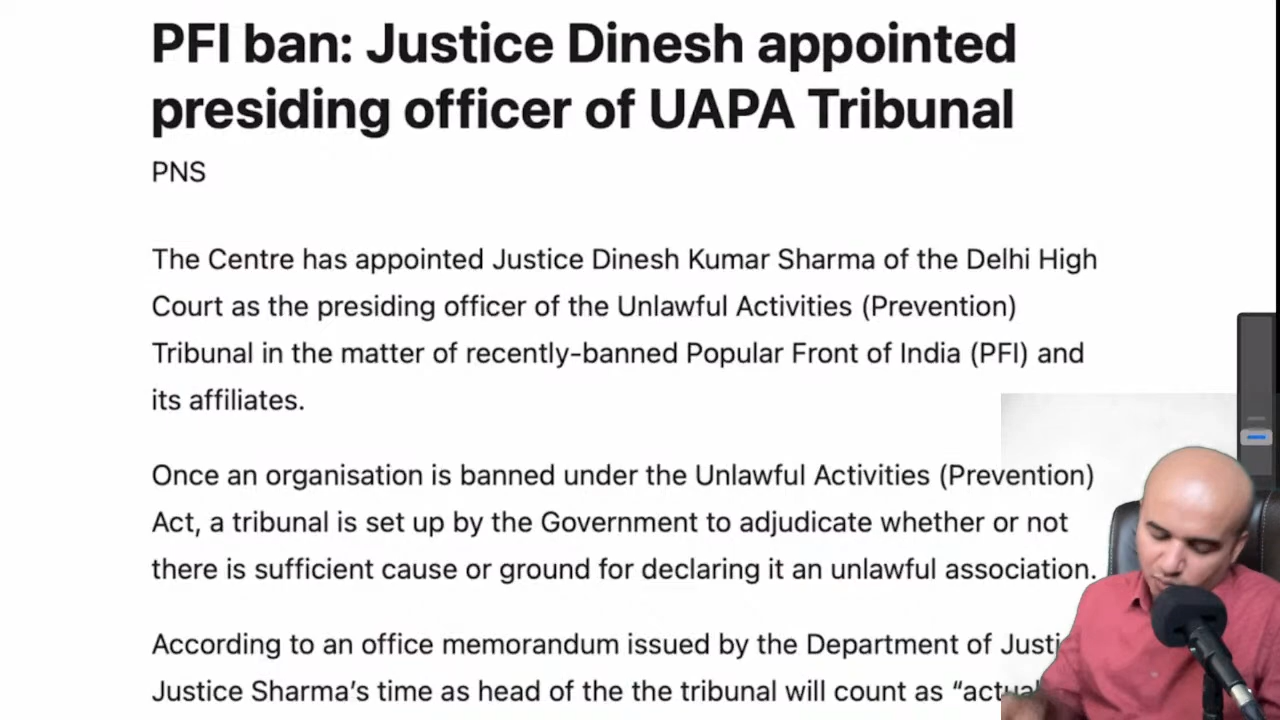 PFI ban: Justice Dinesh appointed
presiding officer of UAPA Tribunal
PNS
The Centre has appointed Justice Dinesh Kumar Sharma of the Delhi High
Court as the presiding officer of the Unlawful Activities (Prevention)
Tribunal in the matter of recently-banned Popular Front of India (PFI) and
its affiliates.
Once an organisation is banned under the Unlawful Activities (Prevention)
Act, a tribunal is set up by the Government to adjudicate whether or not
there is sufficient cause or ground for declaring it an unlawful association.
According to an office memorandum issued by the Department of
Justice Sharma’s time as head of the the tribunal will count as